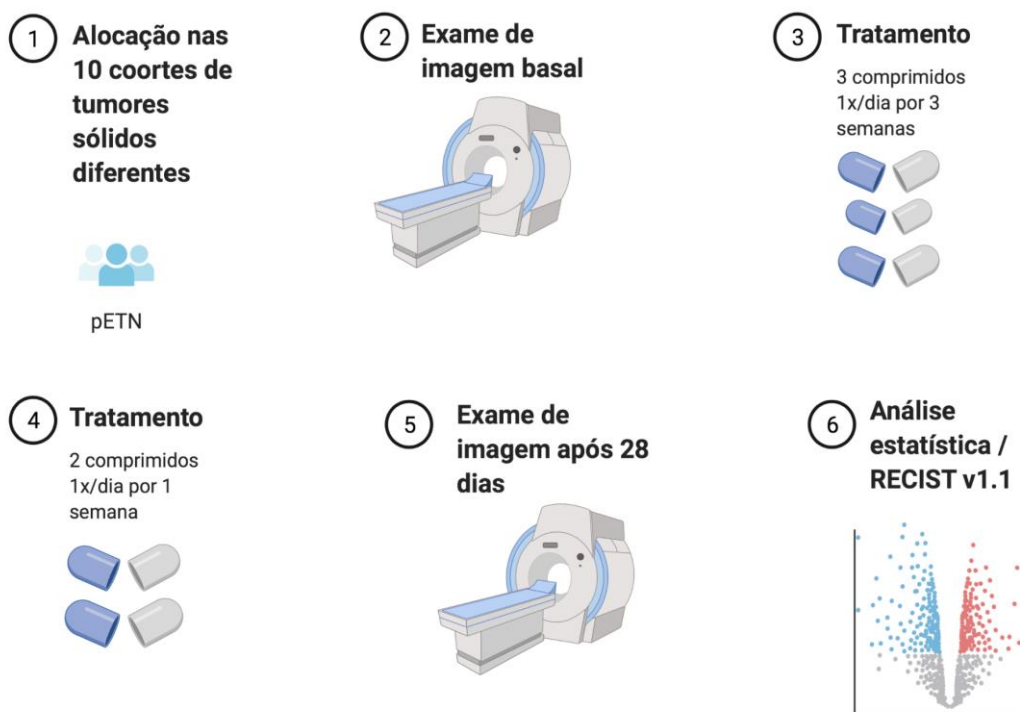 1
Alocação nas
10 coortes de
tumores
sólidos
diferentes
pETN
2
Exame de
imagem basal
3
Tratamento
3 comprimidos
1x/dia por 3
semanas
4
Tratamento
2 comprimidos
1x/dia por 1
semana
5
Exame de
imagem após 28
dias
6
Análise
estatística /
RECIST v1.1